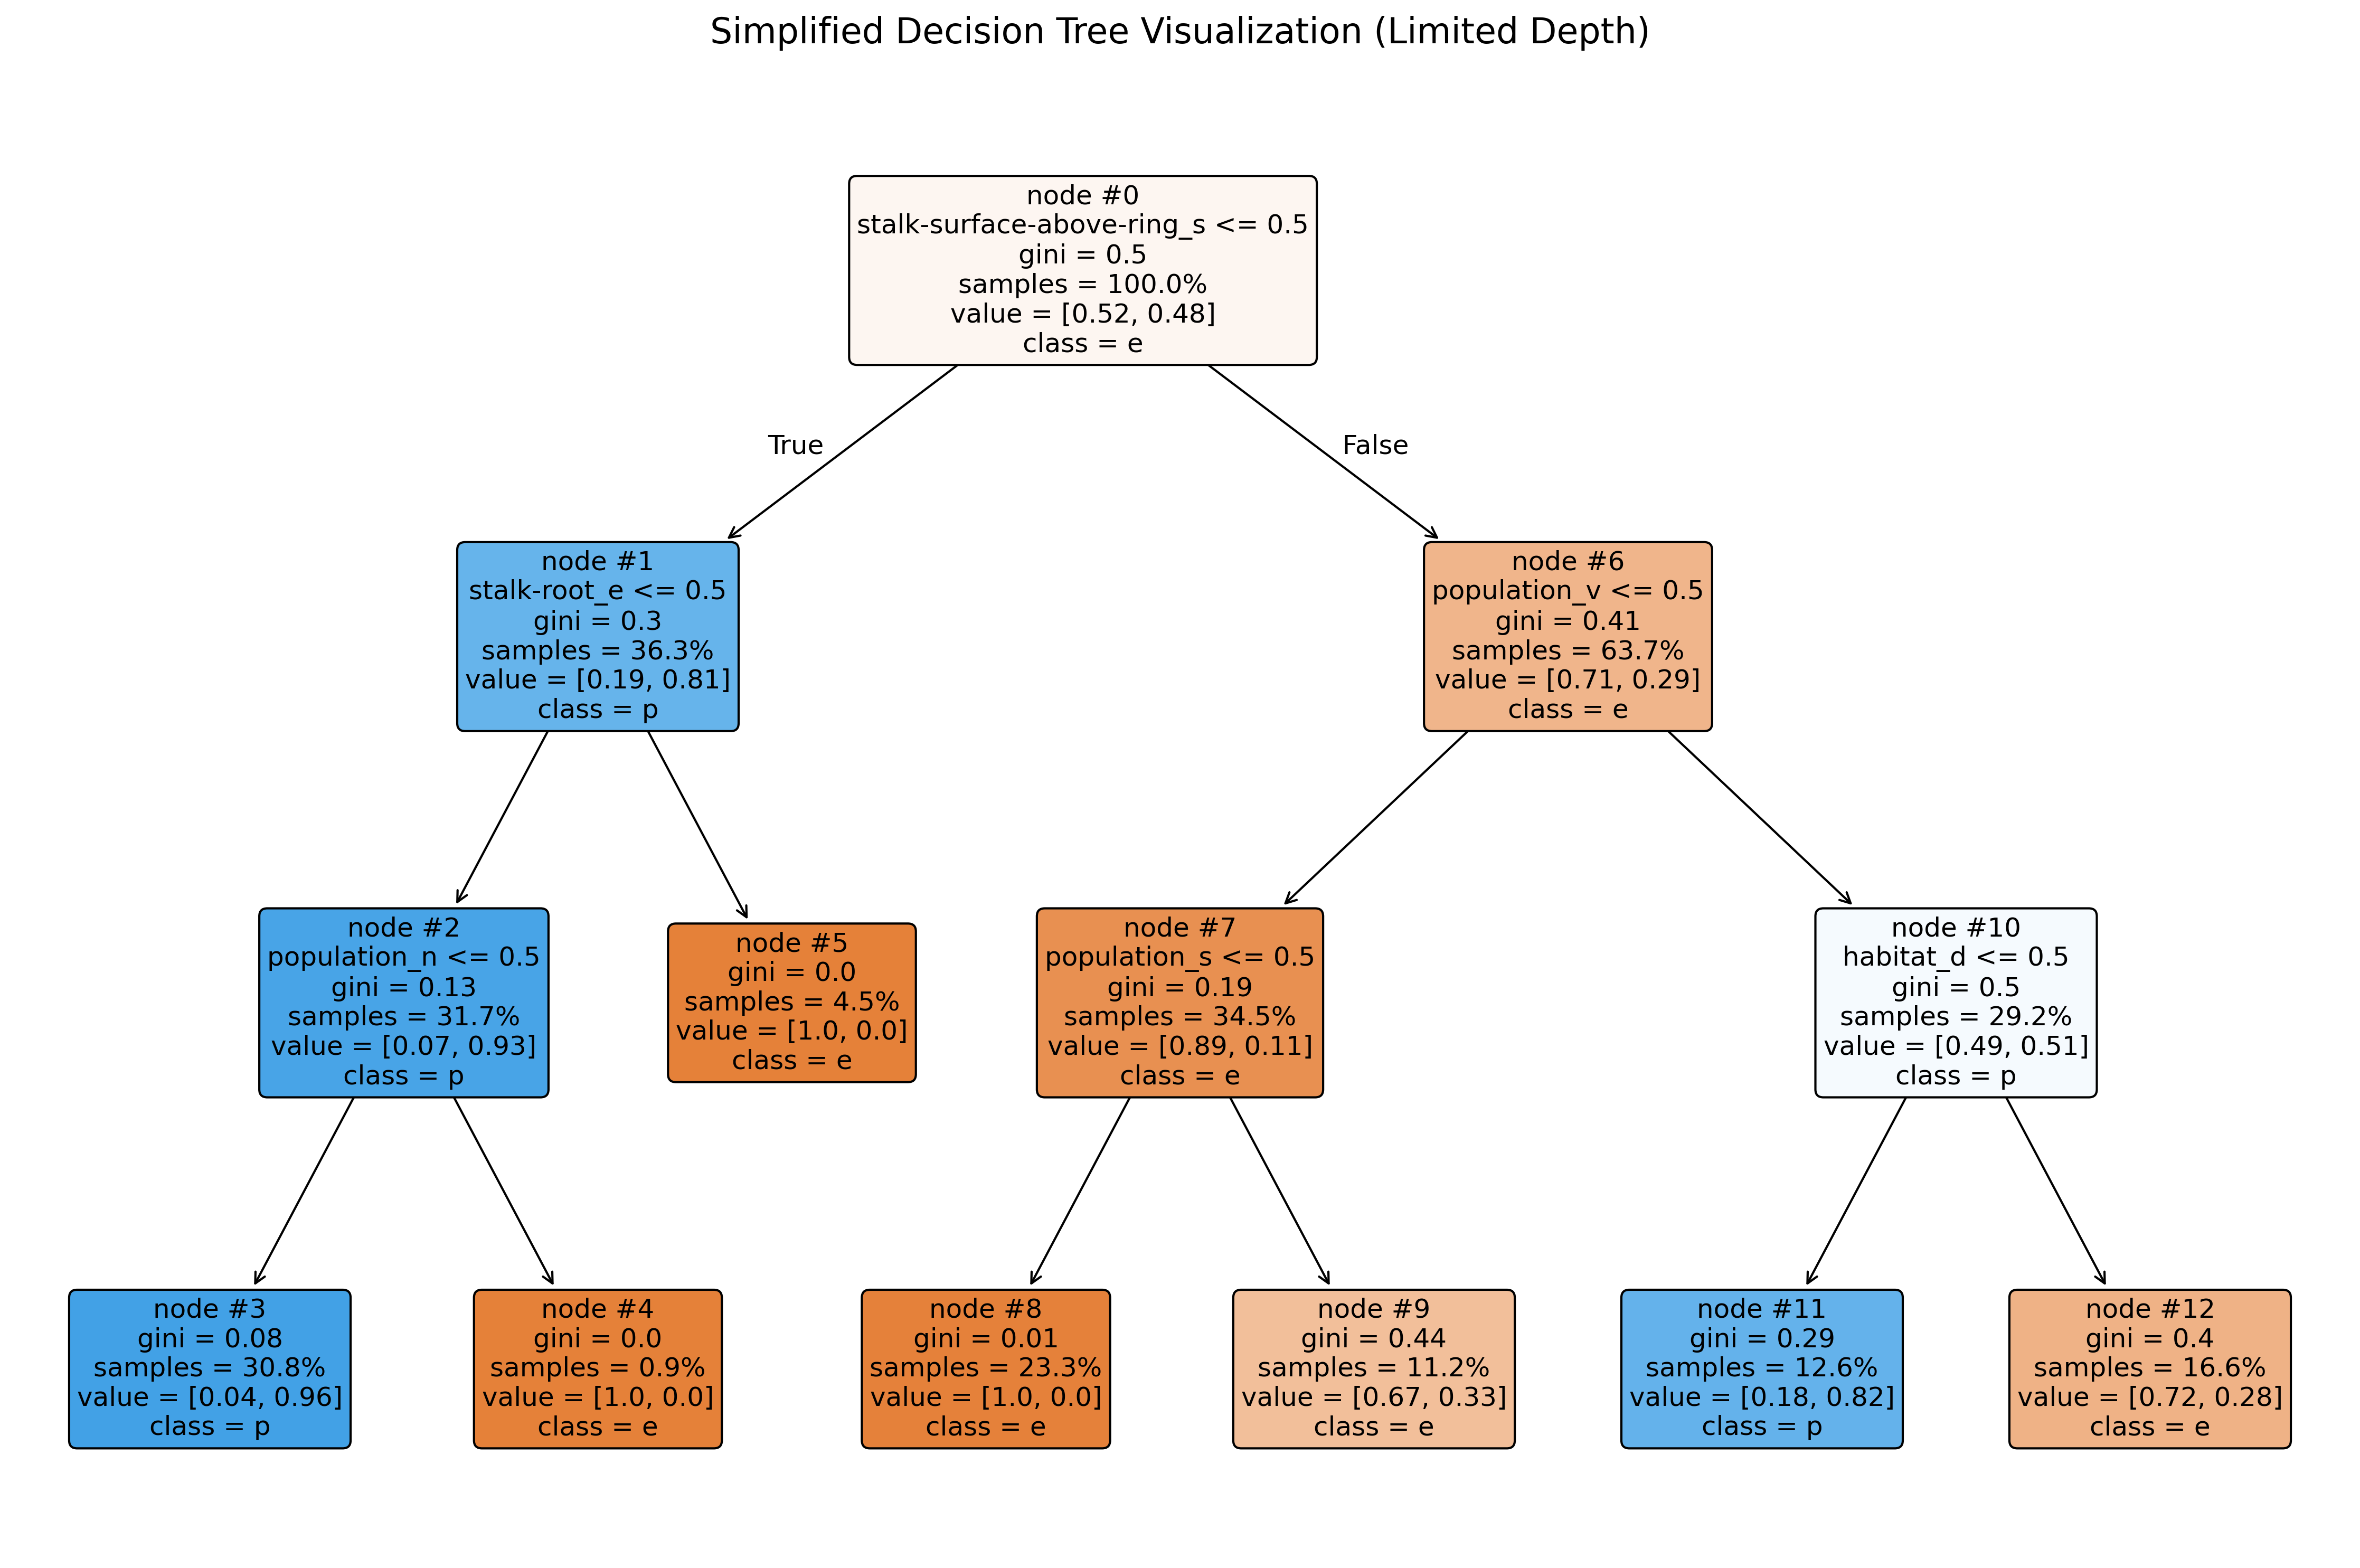 Simplified Decision Tree Visualization (Limited Depth)
node #0
stalk-surface-above-ring_s <= 0.5
gini = 0.5
samples = 100.0%
value = [0.52, 0.48]
class = e
True
False
node #1
stalk-root_e <= 0.5
gini = 0.3
samples = 36.3%
value = [0.19, 0.81]
class = p
node #6
population_v <= 0.5
gini = 0.41
samples = 63.7%
value = [0.71, 0.29]
class = e
node #2
population_n <= 0.5
gini = 0.13
samples = 31.7%
value = [0.07, 0.93]
class = p
node #5
gini = 0.0
samples = 4.5%
value = [1.0, 0.0]
class = e
node #7
population_s <= 0.5
gini = 0.19
samples = 34.5%
value = [0.89, 0.11]
class = e
node #10
habitat_d <= 0.5
gini = 0.5
samples = 29.2%
value = [0.49, 0.51]
class = p
node #3
gini = 0.08
samples = 30.8%
value = [0.04, 0.96]
class = p
node #4
gini = 0.0
samples = 0.9%
value = [1.0, 0.0]
class = e
node #8
gini = 0.01
samples = 23.3%
value = [1.0, 0.0]
class = e
node #9
gini = 0.44
samples = 11.2%
value = [0.67, 0.33]
class = e
node #11
gini = 0.29
samples = 12.6%
value = [0.18, 0.82]
class = p
node #12
gini = 0.4
samples = 16.6%
value = [0.72, 0.28]
class = e